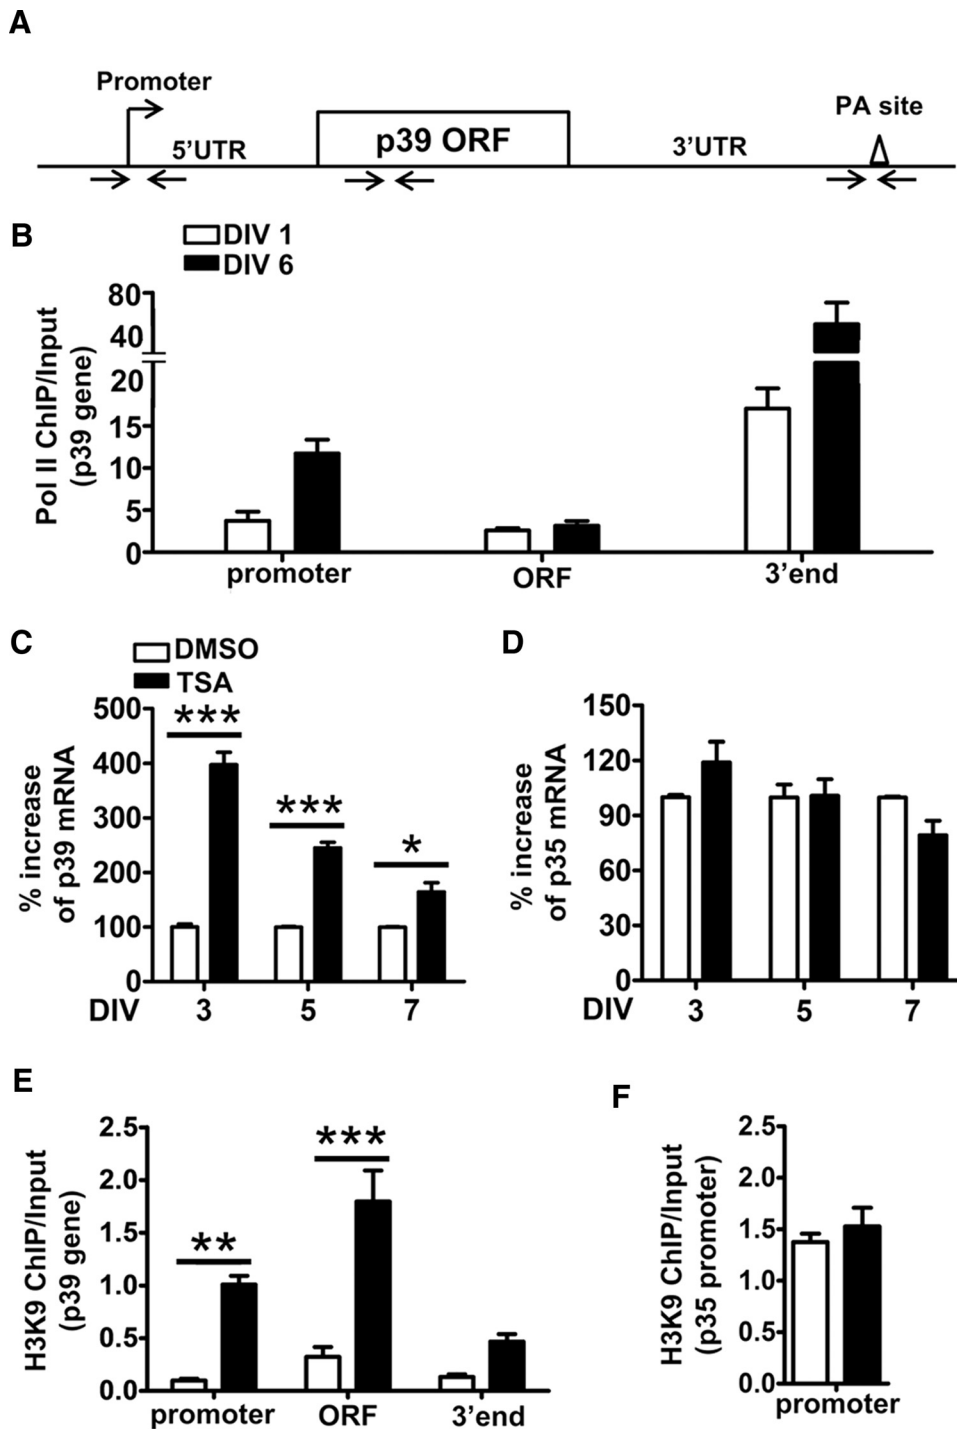 A
Promoter
5'UTR
p39 ORF
3'UTR
PA site
B
DIV 1
DIV 6
Pol II ChIP/Input
(p39 gene)
80
40
20
15
10
5
0
promoter
ORF
3'end
C
DMSO
TSA
% increase
of p39 mRNA
500
400
300
200
100
0
***
***
*
DIV 3 5 7
D
% increase
of p35 mRNA
150
120
90
60
30
0
DIV 3 5 7
E
H3K9 ChIP/Input
(p39 gene)
2.5
2.0
1.5
1.0
0.5
0.0
**
***
promoter
ORF
3'end
F
H3K9 ChIP/Input
(p35 promoter)
2.5
2.0
1.5
1.0
0.5
0.0
promoter